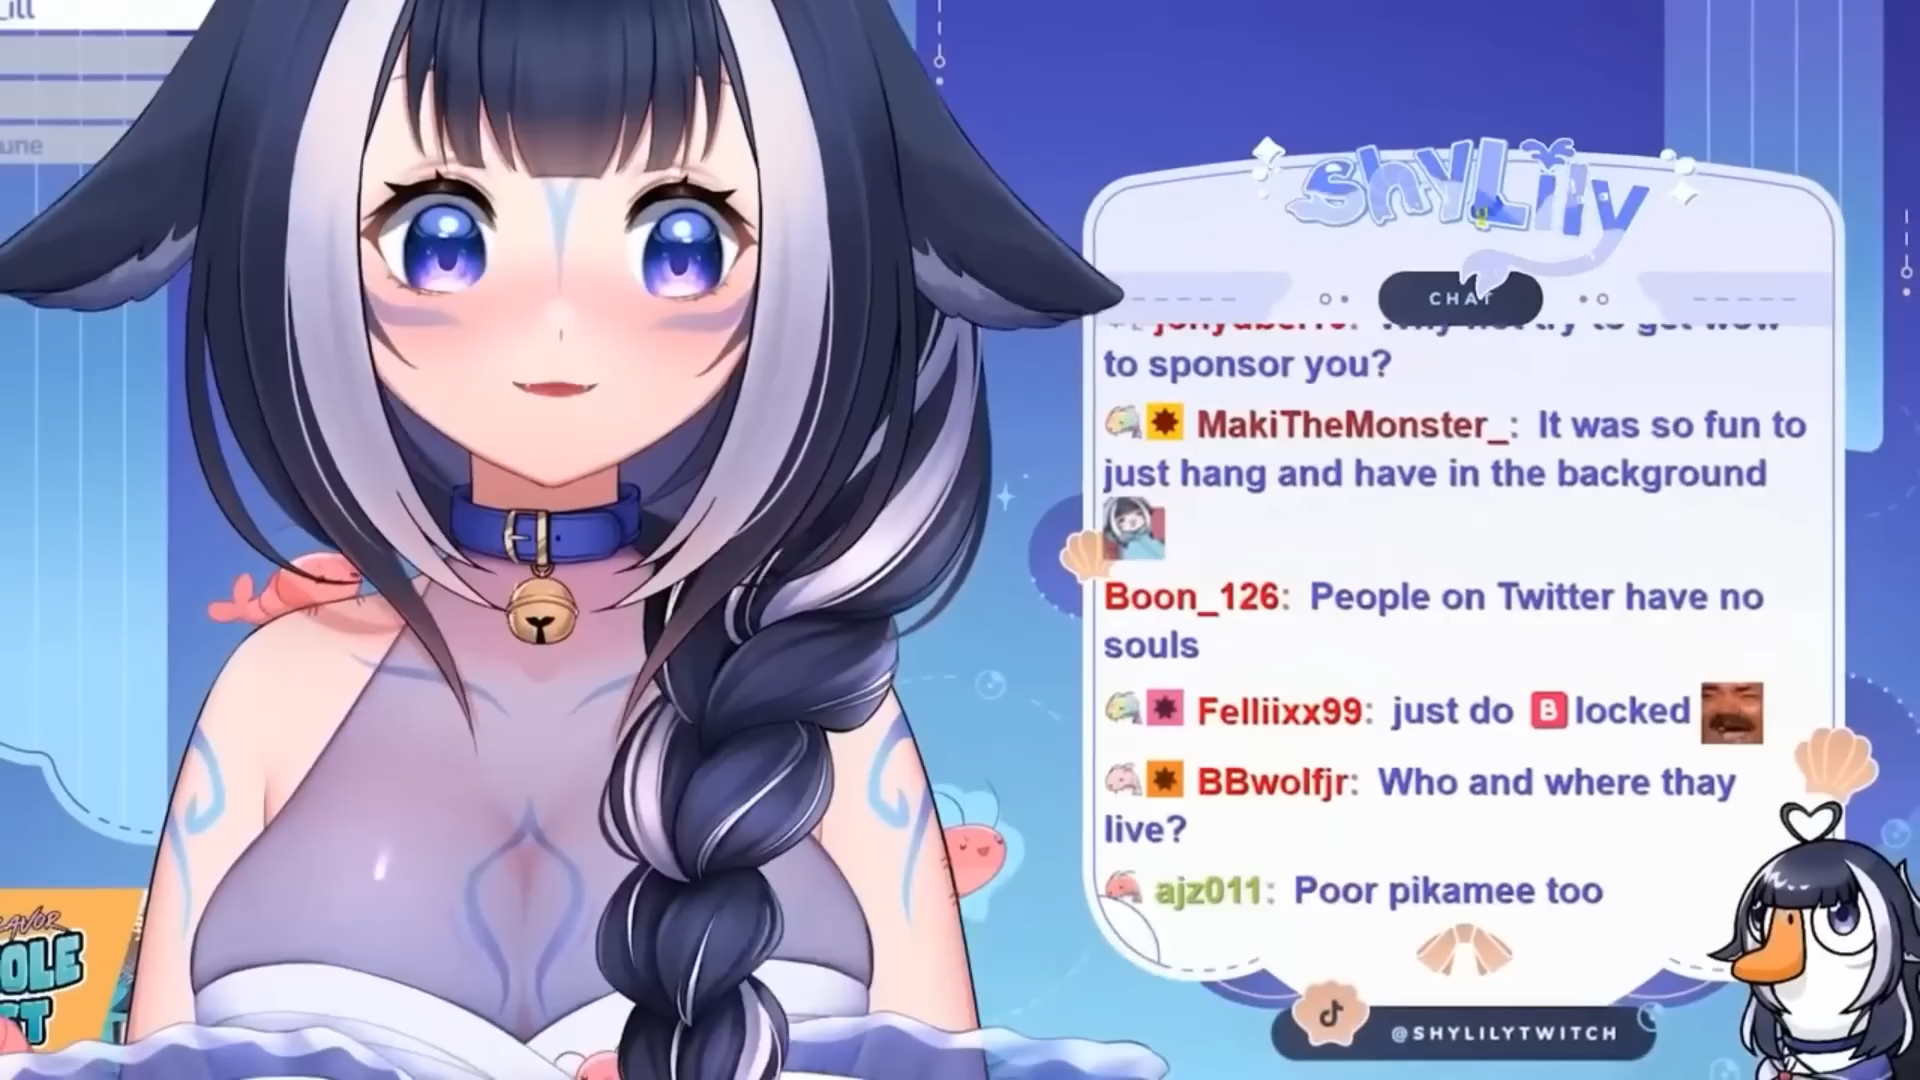 une
OLE
shyLily
CHAT
to sponsor you?
MakiTheMonster_: It was so fun to
just hang and have in the background
Boon_126: People on Twitter have no
souls
Felliixx99: just do B locked
BBwolfjr: Who and where thay
live?
ajz011: Poor pikamee too
@SHYLILYTWITCH